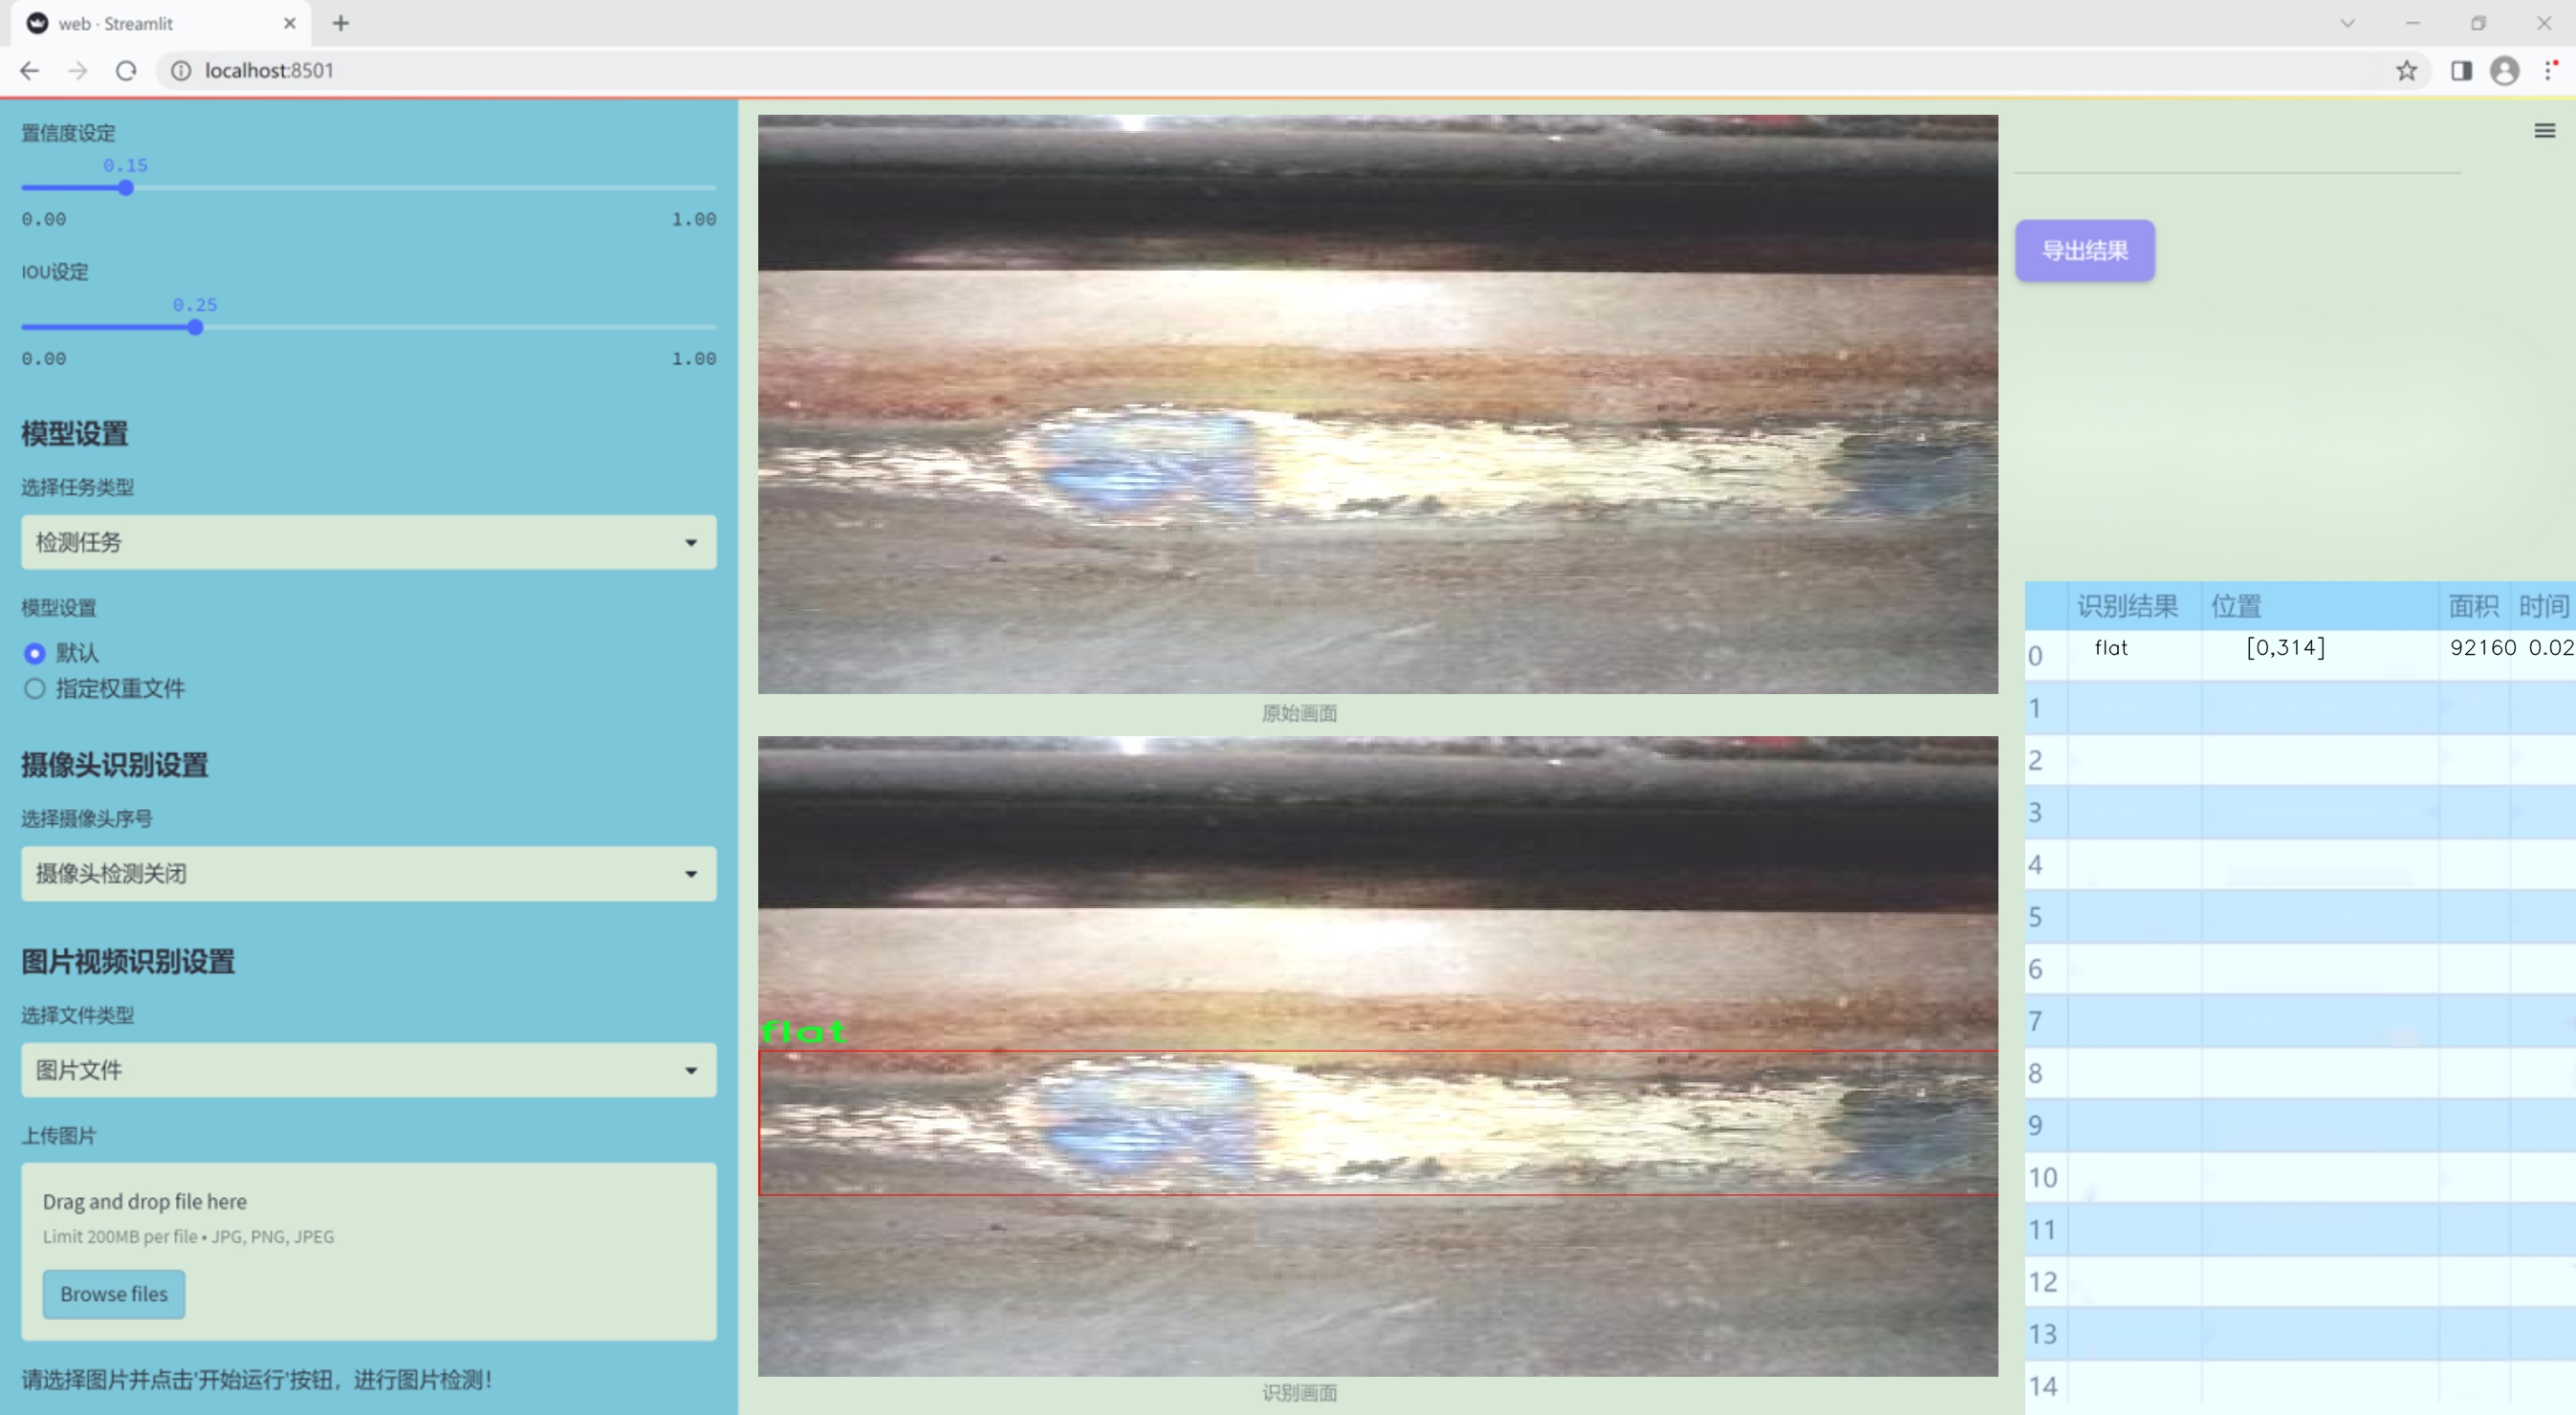 web · Streamlit
localhost:8501
置信度设定
0.15
0.00 1.00
IOU设定
0.25
0.00 1.00
模型设置
选择任务类型
检测任务
模型设置
默认
指定权重文件
摄像头识别设置
选择摄像头序号
摄像头检测关闭
图片视频识别设置
选择文件类型
图片文件
上传图片
Drag and drop file here
Limit 200MB per file • JPG, PNG, JPEG
Browse files
请选择图片并点击'开始运行'按钮，进行图片检测!
原始画面
flat
识别画面
导出结果
识别结果 位置 面积 时间
0 flat [0,314] 92160 0.02
1
2
3
4
5
6
7
8
9
10
11
12
13
14